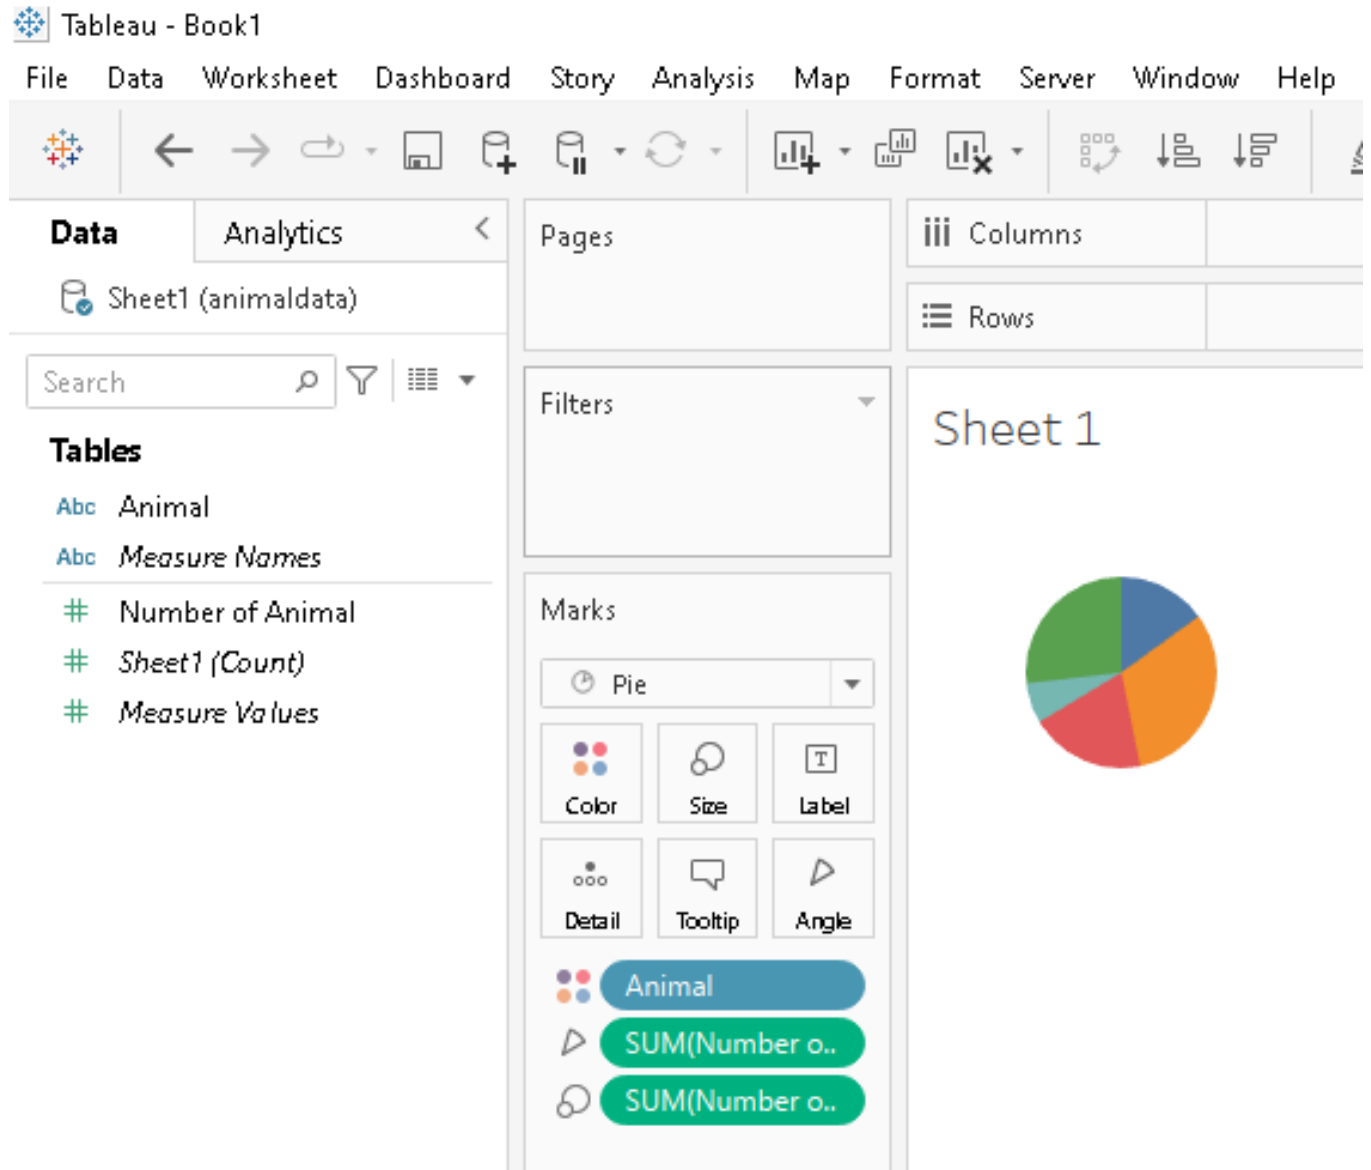 Tableau - Book1
File Data Worksheet Dashboard Story Analysis Map Format Server Window Help
Data Analytics
Sheet1 (animaldata)
Search
Tables
Abc Animal
Abc Measure Names
# Number of Animal
# Sheet1 (Count)
# Measure Values
Pages
Filters
Marks
Pie
Color Size T Label
Detail Tooltip Angle
Animal
SUM(Number o..
SUM(Number o..
iii Columns
Rows
Sheet 1